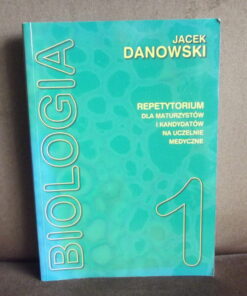 JACEK
DANOWSKI
REPETYTORIUM
DLA MATURZYSTÓW
I KANDYDATÓW
NA UCZELNIE
MEDYCZNE
BIOLOGIA
1